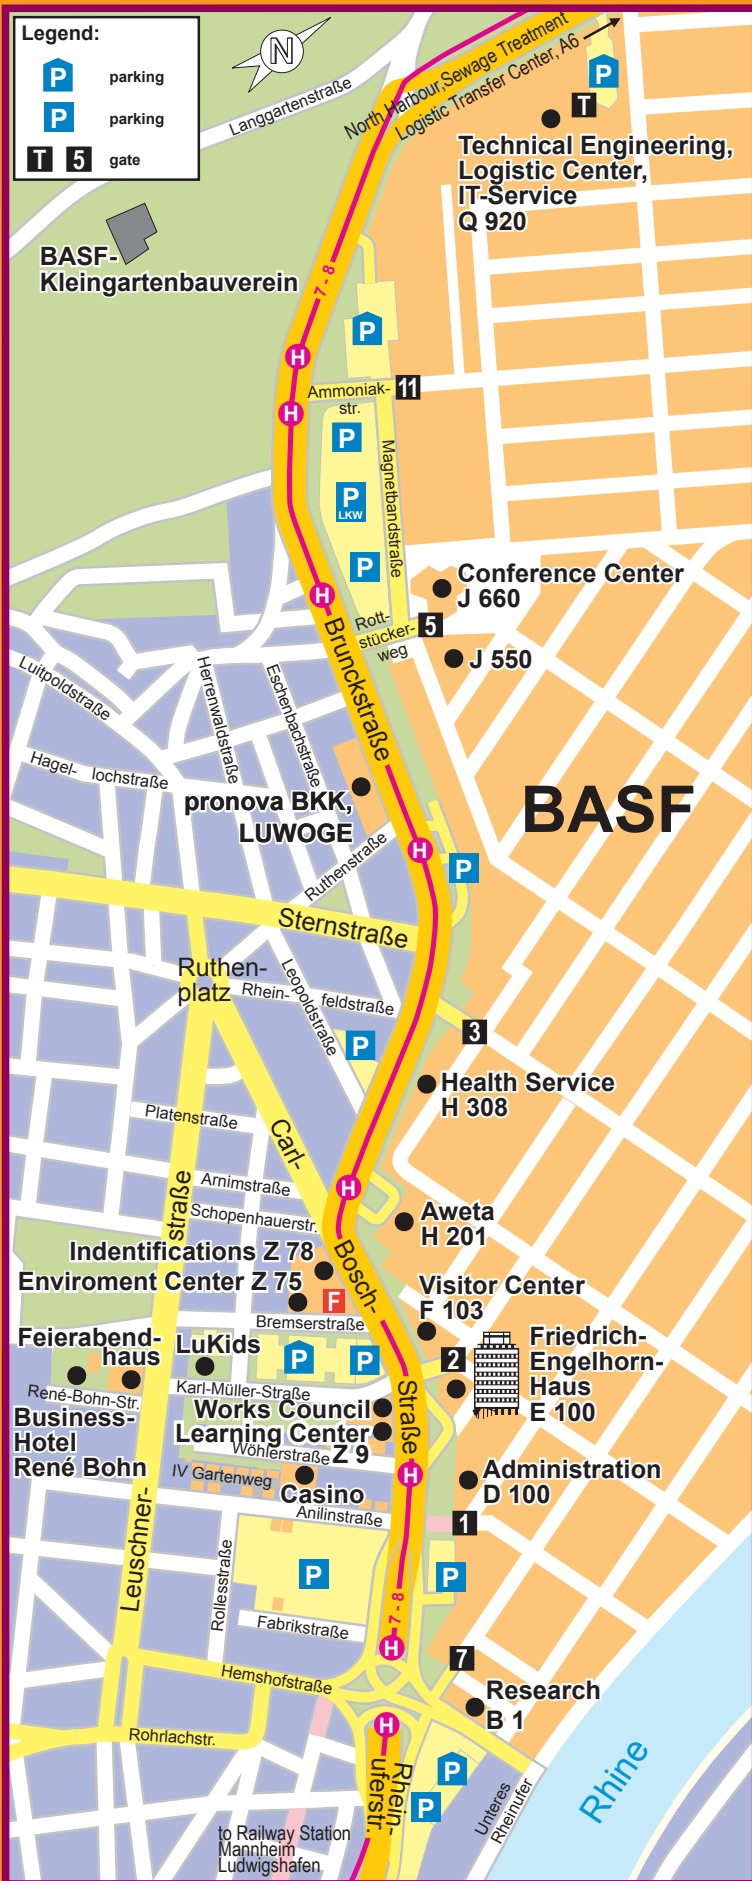 Legend:
P parking
P parking
T 5 gate
N
Langgartenstraße
North Harbour,Sewage Treatment
Logistic Transfer Center, A6
P
T
Technical Engineering,
Logistic Center,
IT-Service
Q 920
BASF-
Kleingartenbauverein
7 - 8
P
H
Ammoniak-
str.
11
H
P
P
LKW
Magnetbandstraße
P
Conference Center
J 660
H
Rott-
stücker-
weg
5
J 550
Brunckstraße
Luitpoldstraße
Herrenwaldstraße
Eschenbachstraße
Hagel- lochstraße
pronova BKK,
LUWOGE
BASF
H
P
Ruthenstraße
Sternstraße
Ruthen-
platz
Rhein- feldstraße
Leopoldstraße
3
P
Health Service
H 308
Platenstraße
Carl-
Arnimstraße
H
Schopenhauerstr.
straße
Aweta
H 201
Indentifications Z 78
Enviroment Center Z 75
Bosch-
F
Visitor Center
F 103
Bremserstraße
Feierabend-
haus
LuKids
P
P
2
Friedrich-
Engelhorn-
Haus
E 100
René-Bohn-Str.
Karl-Müller-Straße
Straße
Business-
Hotel
René Bohn
Works Council
Learning Center
Wöhlerstraße Z 9
H
IV Gartenweg
Casino
Administration
D 100
Anilinstraße
1
Leuschner-
Rollesstraße
P
P
7 - 8
Fabrikstraße
H
7
Hemshofstraße
Research
B 1
H
Rohrlachstr.
Rhein-
uferstr.
P
P
Unteres
Rheinufer
Rhine
to Railway Station
Mannheim
Ludwigshafen